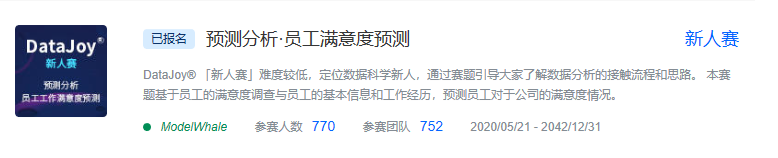 DataJoy®
新人赛
预测分析
员工工作满意度预测
已报名 预测分析·员工满意度预测 新人赛
DataJoy® 「新人赛」难度较低，定位数据科学新人，通过赛题引导大家了解数据分析的接触流程和思路。 本赛
题基于员工的满意度调查与员工的基本信息和工作经历，预测员工对于公司的满意度情况。
ModelWhale 参赛人数 770 参赛团队 752 2020/05/21 - 2042/12/31